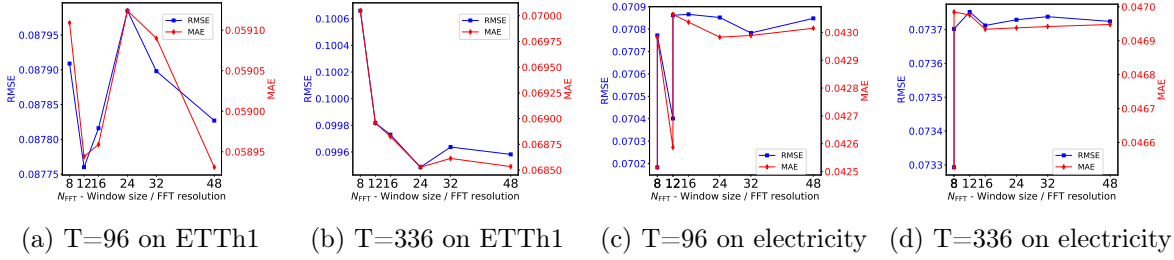 0.08795
0.08790
0.08785
0.08780
0.08775
RMSE
RMSE
MAE
0.05910
0.05905
0.05900
0.05895
MAE
8 12 16 24 32 48
N_FFT - Window size / FFT resolution
(a) T=96 on ETTh1
0.1006
0.1004
0.1002
0.1000
0.0998
0.0996
RMSE
RMSE
MAE
0.07000
0.06995
0.06990
0.06985
0.06900
0.06895
0.06890
0.06850
MAE
8 12 16 24 32 48
N_FFT - Window size / FFT resolution
(b) T=336 on ETTh1
0.0709
0.0708
0.0707
0.0706
0.0705
0.0704
0.0703
0.0702
RMSE
RMSE
MAE
0.0430
0.0429
0.0428
0.0427
0.0426
0.0425
MAE
8 12 16 24 32 48
N_FFT - Window size / FFT resolution
(c) T=96 on electricity
0.0737
0.0736
0.0735
0.0734
0.0733
RMSE
RMSE
MAE
0.0470
0.0469
0.0468
0.0467
0.0466
MAE
8 12 16 24 32 48
N_FFT - Window size / FFT resolution
(d) T=336 on electricity